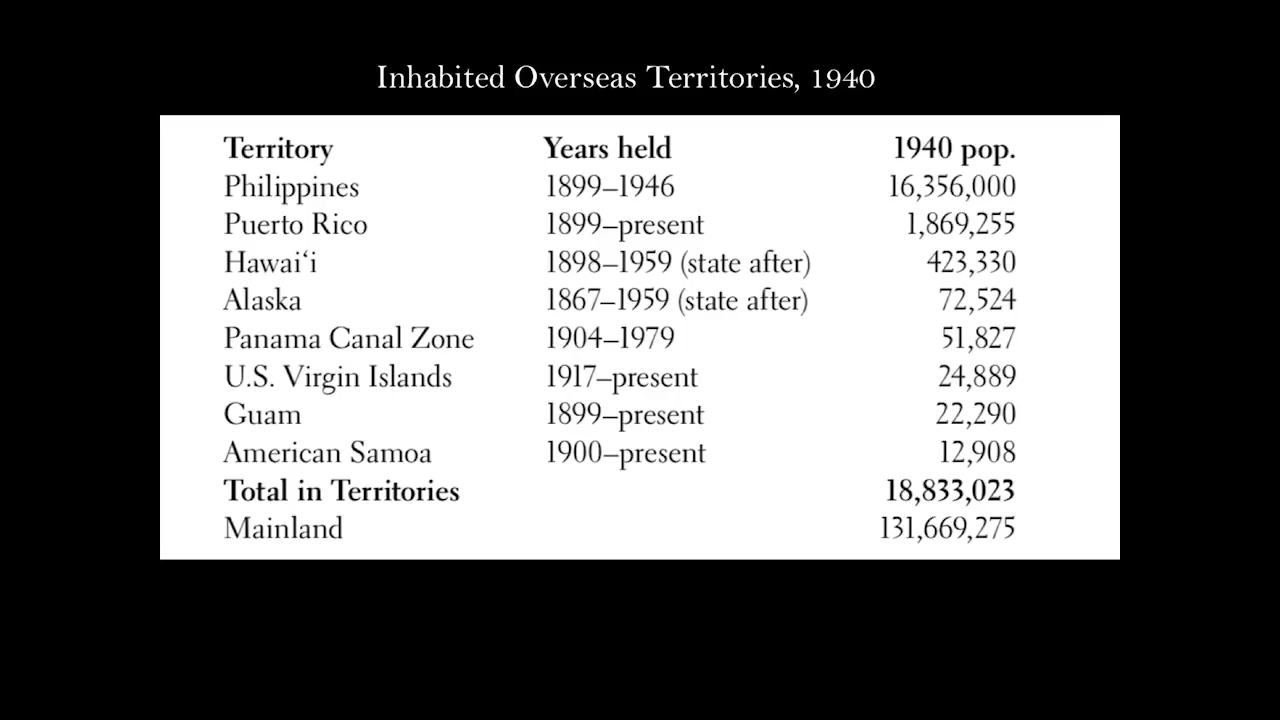 Inhabited Overseas Territories, 1940
Territory Years held 1940 pop.
Philippines 1899–1946 16,356,000
Puerto Rico 1899–present 1,869,255
Hawai‘i 1898–1959 (state after) 423,330
Alaska 1867–1959 (state after) 72,524
Panama Canal Zone 1904–1979 51,827
U.S. Virgin Islands 1917–present 24,889
Guam 1899–present 22,290
American Samoa 1900–present 12,908
Total in Territories 18,833,023
Mainland 131,669,275